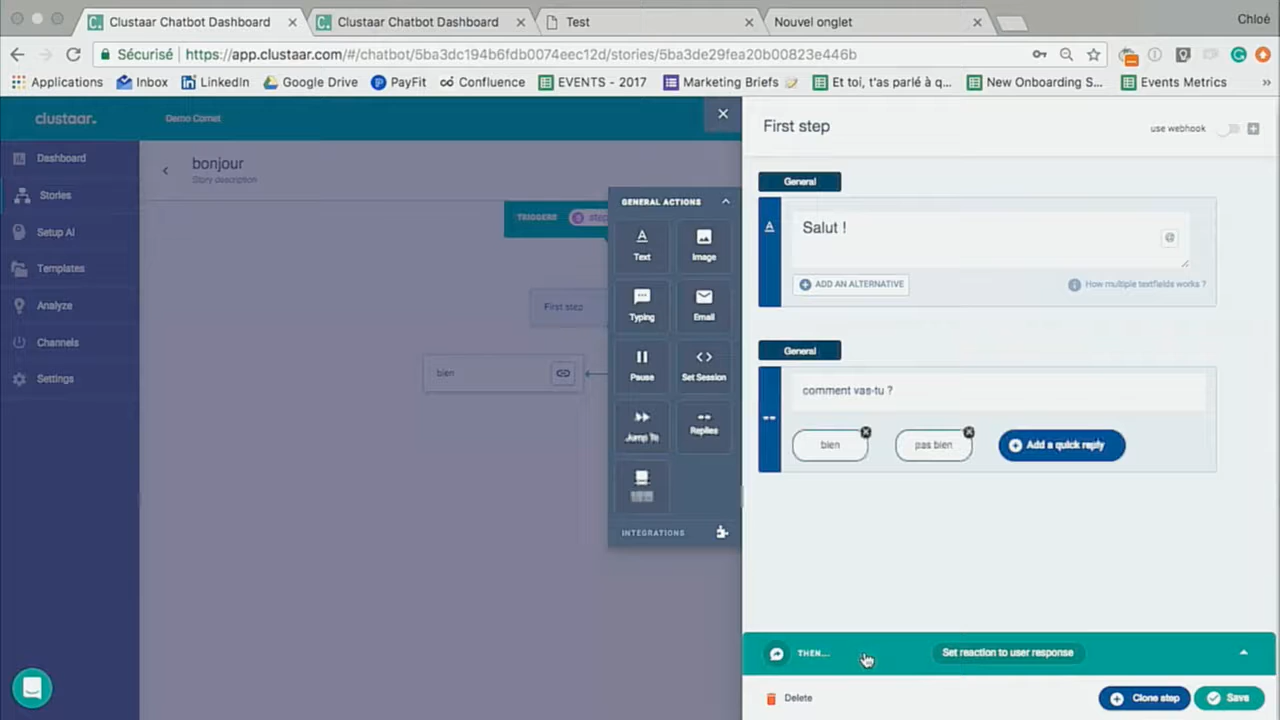 Clustaar Chatbot Dashboard
Clustaar Chatbot Dashboard
Test
Nouvel onglet
Chloé
Sécurisé
https://app.clustaar.com/#/chatbot/5ba3dc194b6fdb0074eec12d/stories/5ba3de29fea20b00823e446b
Applications
Inbox
LinkedIn
Google Drive
PayFit
Confluence
EVENTS - 2017
Marketing Briefs
Et toi, t'as parlé à q...
New Onboarding S...
Events Metrics
»
clustaar.
Demo Comet
First step
use webhook
Dashboard
Stories
Setup AI
Templates
Analyze
Channels
Settings
bonjour
Story description
TRIGGERS
step
First step
bien
GENERAL ACTIONS
Text
Image
Typing
Email
Pause
Set Session
Jump To
Replies
INTEGRATIONS
General
Salut !
ADD AN ALTERNATIVE
How multiple textfields works ?
General
comment vas-tu ?
bien
pas bien
Add a quick reply
THEN...
Set reaction to user response
Delete
Clone step
Save